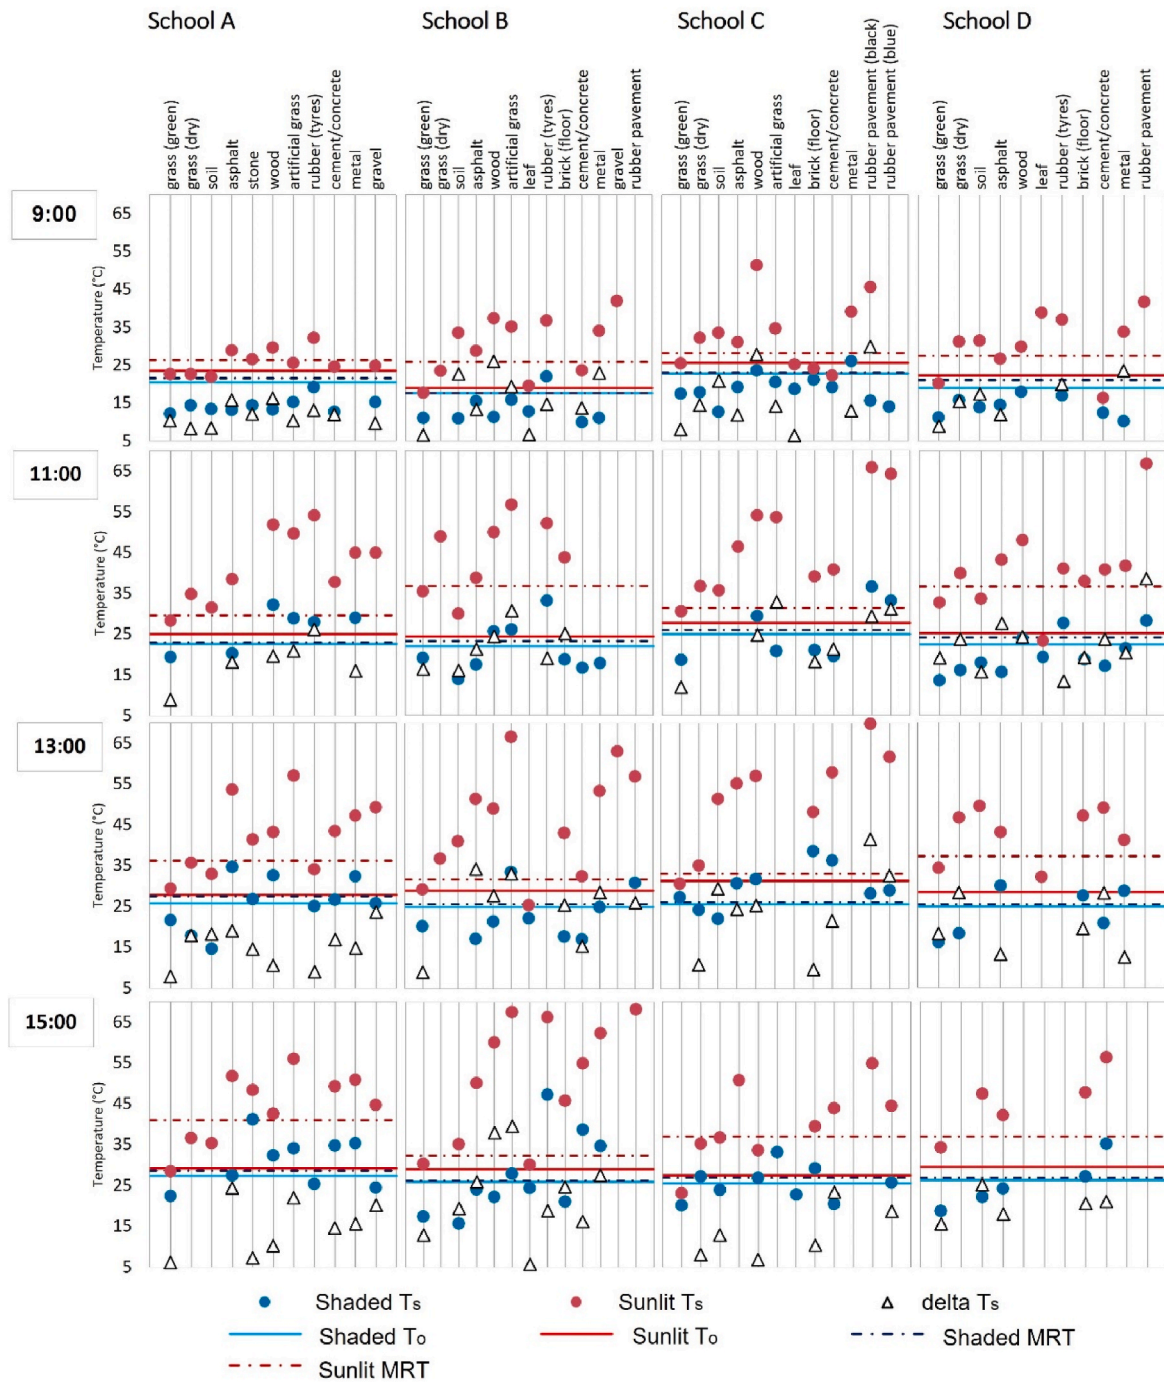 School A School B School C School D
grass (green)
grass (dry)
soil
asphalt
stone
wood
artificial grass
rubber (tyres)
cement/concrete
metal
gravel
grass (green)
grass (dry)
soil
asphalt
wood
artificial grass
leaf
rubber (tyres)
brick (floor)
cement/concrete
metal
gravel
rubber pavement
grass (green)
grass (dry)
soil
asphalt
wood
artificial grass
leaf
brick (floor)
cement/concrete
metal
rubber pavement (black)
rubber pavement (blue)
grass (green)
grass (dry)
soil
asphalt
wood
leaf
rubber (tyres)
brick (floor)
cement/concrete
metal
rubber pavement
9:00
Temperature (°C)
65
55
45
35
25
15
5
11:00
Temperature (°C)
65
55
45
35
25
15
5
13:00
Temperature (°C)
65
55
45
35
25
15
5
15:00
Temperature (°C)
65
55
45
35
25
15
5
Shaded Ts Sunlit Ts delta Ts
Shaded To Sunlit To Shaded MRT
Sunlit MRT